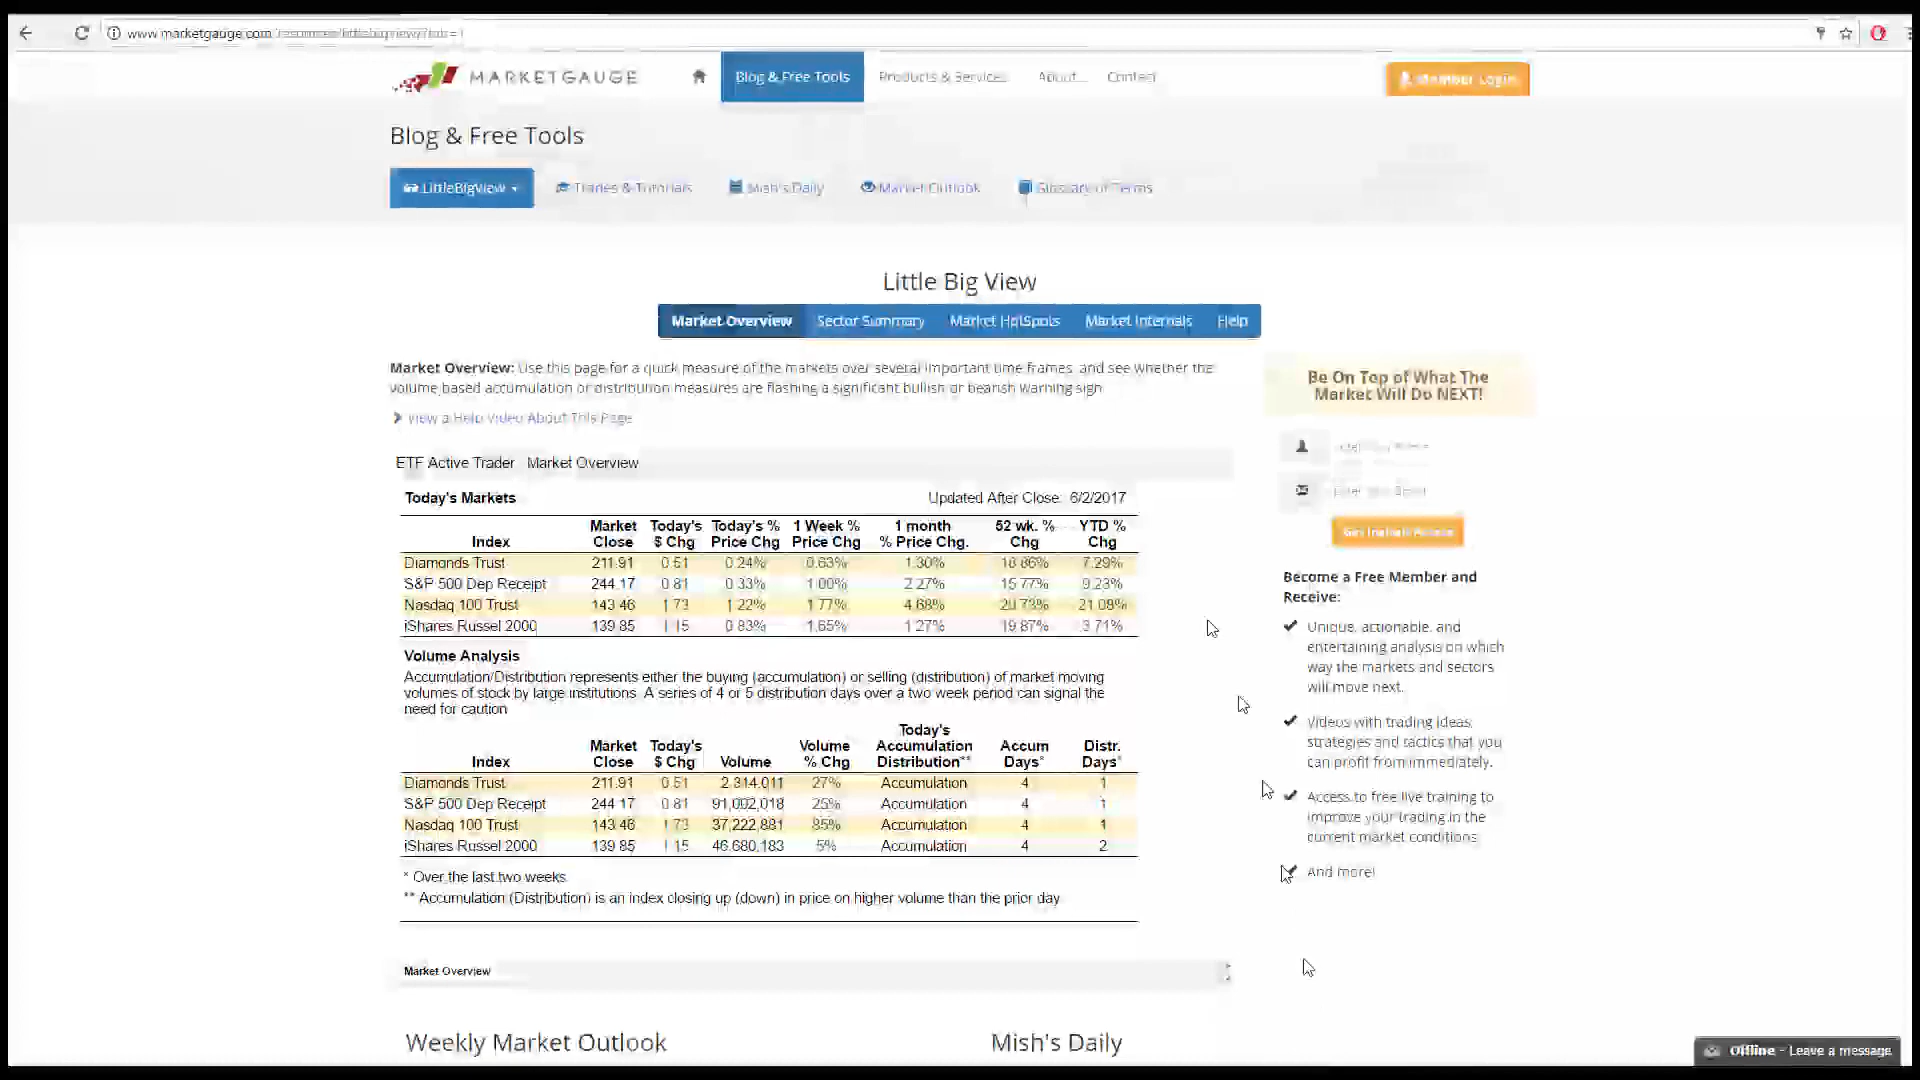 www.marketgauge.com
MARKETGAUGE
Blog & Free Tools
Products & Services
About...
Contact
Member Login
Blog & Free Tools
LittleBigView
Trades & Tutorials
Mish's Daily
Market Outlook
Glossary of Terms
Little Big View
Market Overview
Sector Summary
Market HotSpots
Market Internals
Help
Market Overview: Use this page for a quick measure of the markets over several important time frames, and see whether the
volume based accumulation or distribution measures are flashing a significant bullish or bearish warning sign
View a Help Video About This Page
ETF Active Trader Market Overview
Today's Markets Updated After Close: 6/2/2017
Index Market Close Today's $ Chg Today's % Price Chg 1 Week % Price Chg 1 month % Price Chg. 52 wk. % Chg YTD % Chg
Diamonds Trust 211.91 0.51 0.24% 0.63% 1.30% 7.29%
S&P 500 Dep Receipt 244.17 0.81 0.33% 1.00% 2.27% 15.77% 9.23%
Nasdaq 100 Trust 143.46 1.73 1.22% 1.77% 4.68% 21.08%
iShares Russel 2000 139.85 1.15 0.83% 1.65% 1.27% 19.87% 3.71%
Volume Analysis
Accumulation/Distribution represents either the buying (accumulation) or selling (distribution) of market moving
volumes of stock by large institutions. A series of 4 or 5 distribution days over a two week period can signal the
need for caution
Index Market Close Today's $ Chg Volume Volume % Chg Today's Accumulation Distribution** Accum Days* Distr. Days*
Diamonds Trust 211.91 0.51 2,314,011 27% Accumulation 4 1
S&P 500 Dep Receipt 244.17 0.81 91,002,018 25% Accumulation 4 1
Nasdaq 100 Trust 143.46 1.73 37,222,881 85% Accumulation 4 1
iShares Russel 2000 139.85 1.15 46,680,183 5% Accumulation 4 2
* Over the last two weeks
** Accumulation (Distribution) is an index closing up (down) in price on higher volume than the prior day
Market Overview
Weekly Market Outlook
Mish's Daily
Be On Top of What The
Market Will Do NEXT!
Become a Free Member and
Receive:
Unique, actionable, and
entertaining analysis on which
way the markets and sectors
will move next.
Videos with trading ideas,
strategies and tactics that you
can profit from immediately.
Access to free live training to
improve your trading in the
current market conditions
And more!
Offline - Leave a message